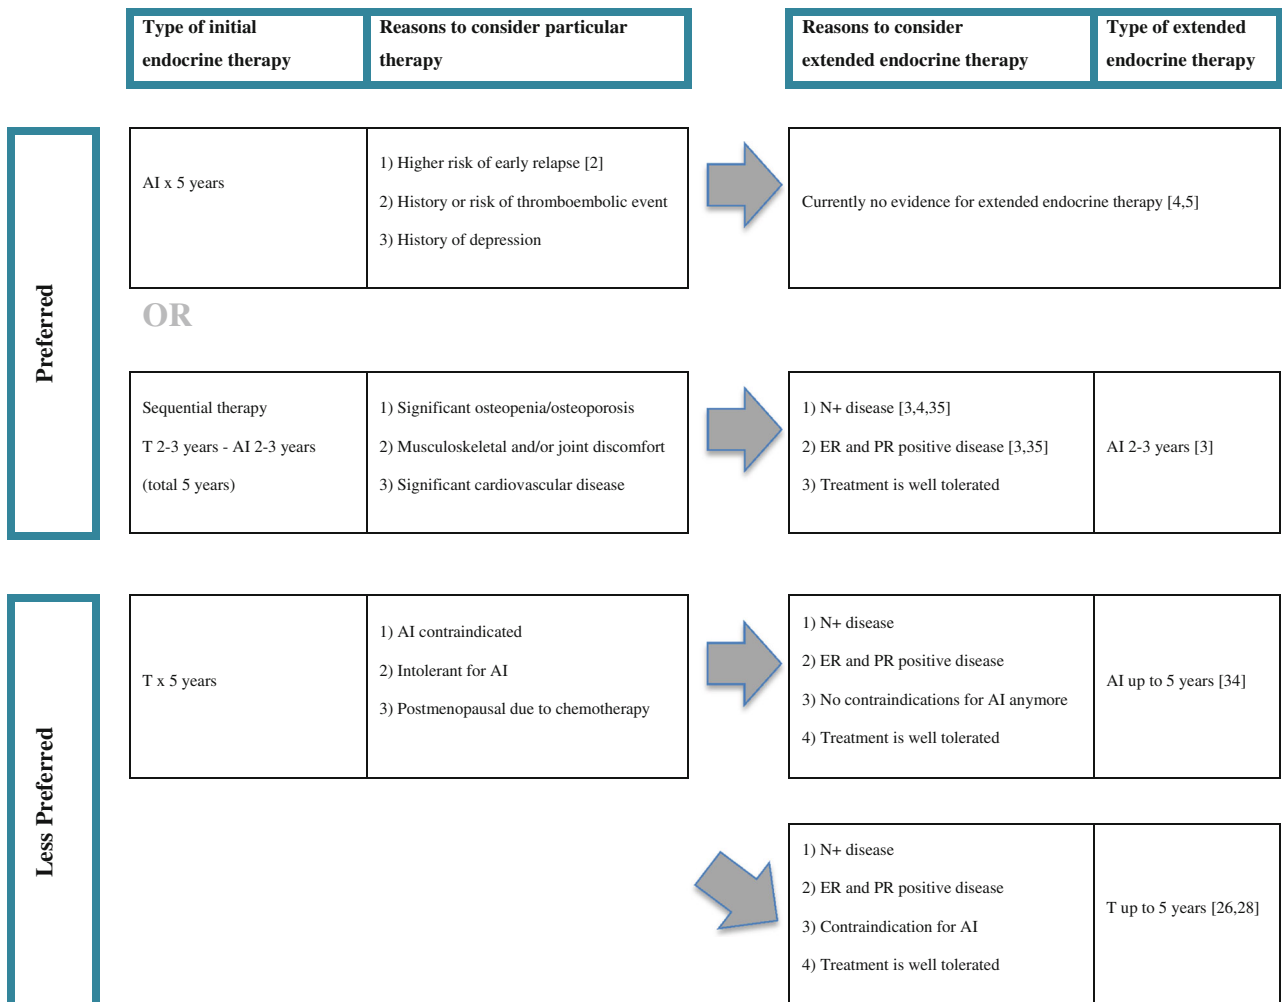 Type of initial
endocrine therapy
Reasons to consider particular
therapy
Reasons to consider
extended endocrine therapy
Type of extended
endocrine therapy
Preferred
AI x 5 years
1) Higher risk of early relapse [2]
2) History or risk of thromboembolic event
3) History of depression
Currently no evidence for extended endocrine therapy [4,5]
OR
Sequential therapy
T 2-3 years - AI 2-3 years
(total 5 years)
1) Significant osteopenia/osteoporosis
2) Musculoskeletal and/or joint discomfort
3) Significant cardiovascular disease
1) N+ disease [3,4,35]
2) ER and PR positive disease [3,35]
3) Treatment is well tolerated
AI 2-3 years [3]
Less Preferred
T x 5 years
1) AI contraindicated
2) Intolerant for AI
3) Postmenopausal due to chemotherapy
1) N+ disease
2) ER and PR positive disease
3) No contraindications for AI anymore
4) Treatment is well tolerated
AI up to 5 years [34]
1) N+ disease
2) ER and PR positive disease
3) Contraindication for AI
4) Treatment is well tolerated
T up to 5 years [26,28]